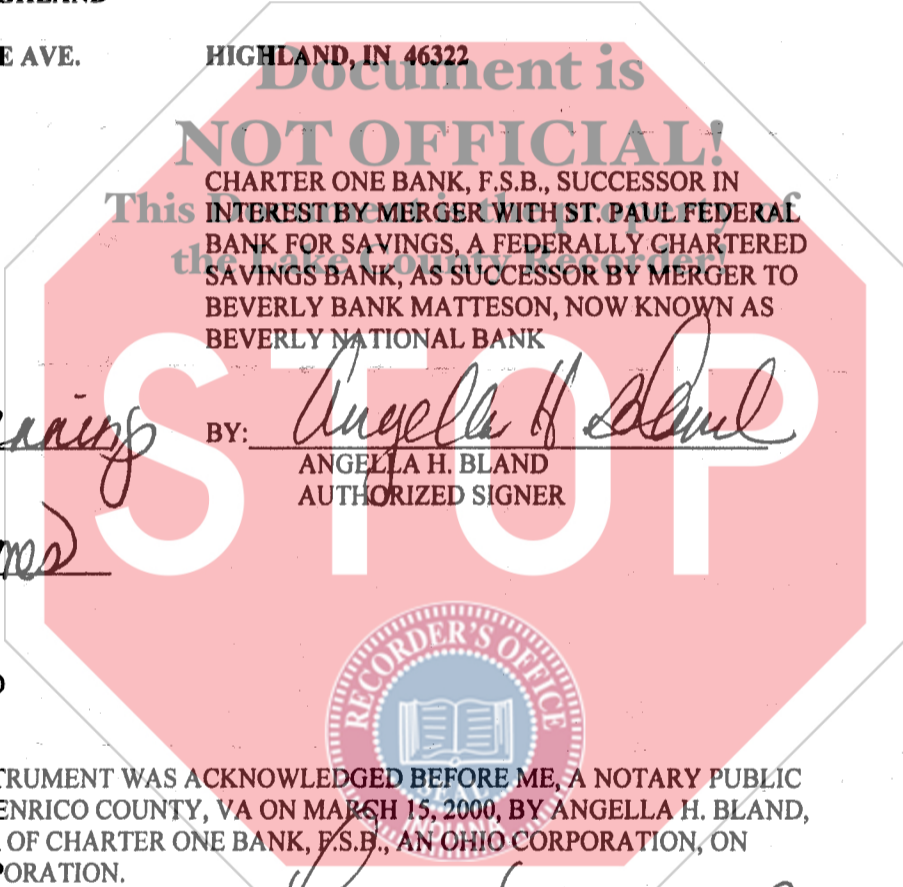 E AVE. HIGHLAND, IN 46322
Document is
NOT OFFICIAL!
This Document is the property of
the Lake County Recorder!
CHARTER ONE BANK, F.S.B., SUCCESSOR IN
INTEREST BY MERGER WITH ST. PAUL FEDERAL
BANK FOR SAVINGS, A FEDERALLY CHARTERED
SAVINGS BANK, AS SUCCESSOR BY MERGER TO
BEVERLY BANK MATTESON, NOW KNOWN AS
BEVERLY NATIONAL BANK
STOP
BY: Angella H Bland
ANGELLA H. BLAND
AUTHORIZED SIGNER
RECORDER'S OFFICE
SEAL
INDIANA
TRUMENT WAS ACKNOWLEDGED BEFORE ME, A NOTARY PUBLIC
ENRICO COUNTY, VA ON MARCH 15, 2000, BY ANGELLA H. BLAND,
OF CHARTER ONE BANK, F.S.B., AN OHIO CORPORATION, ON
PORATION.